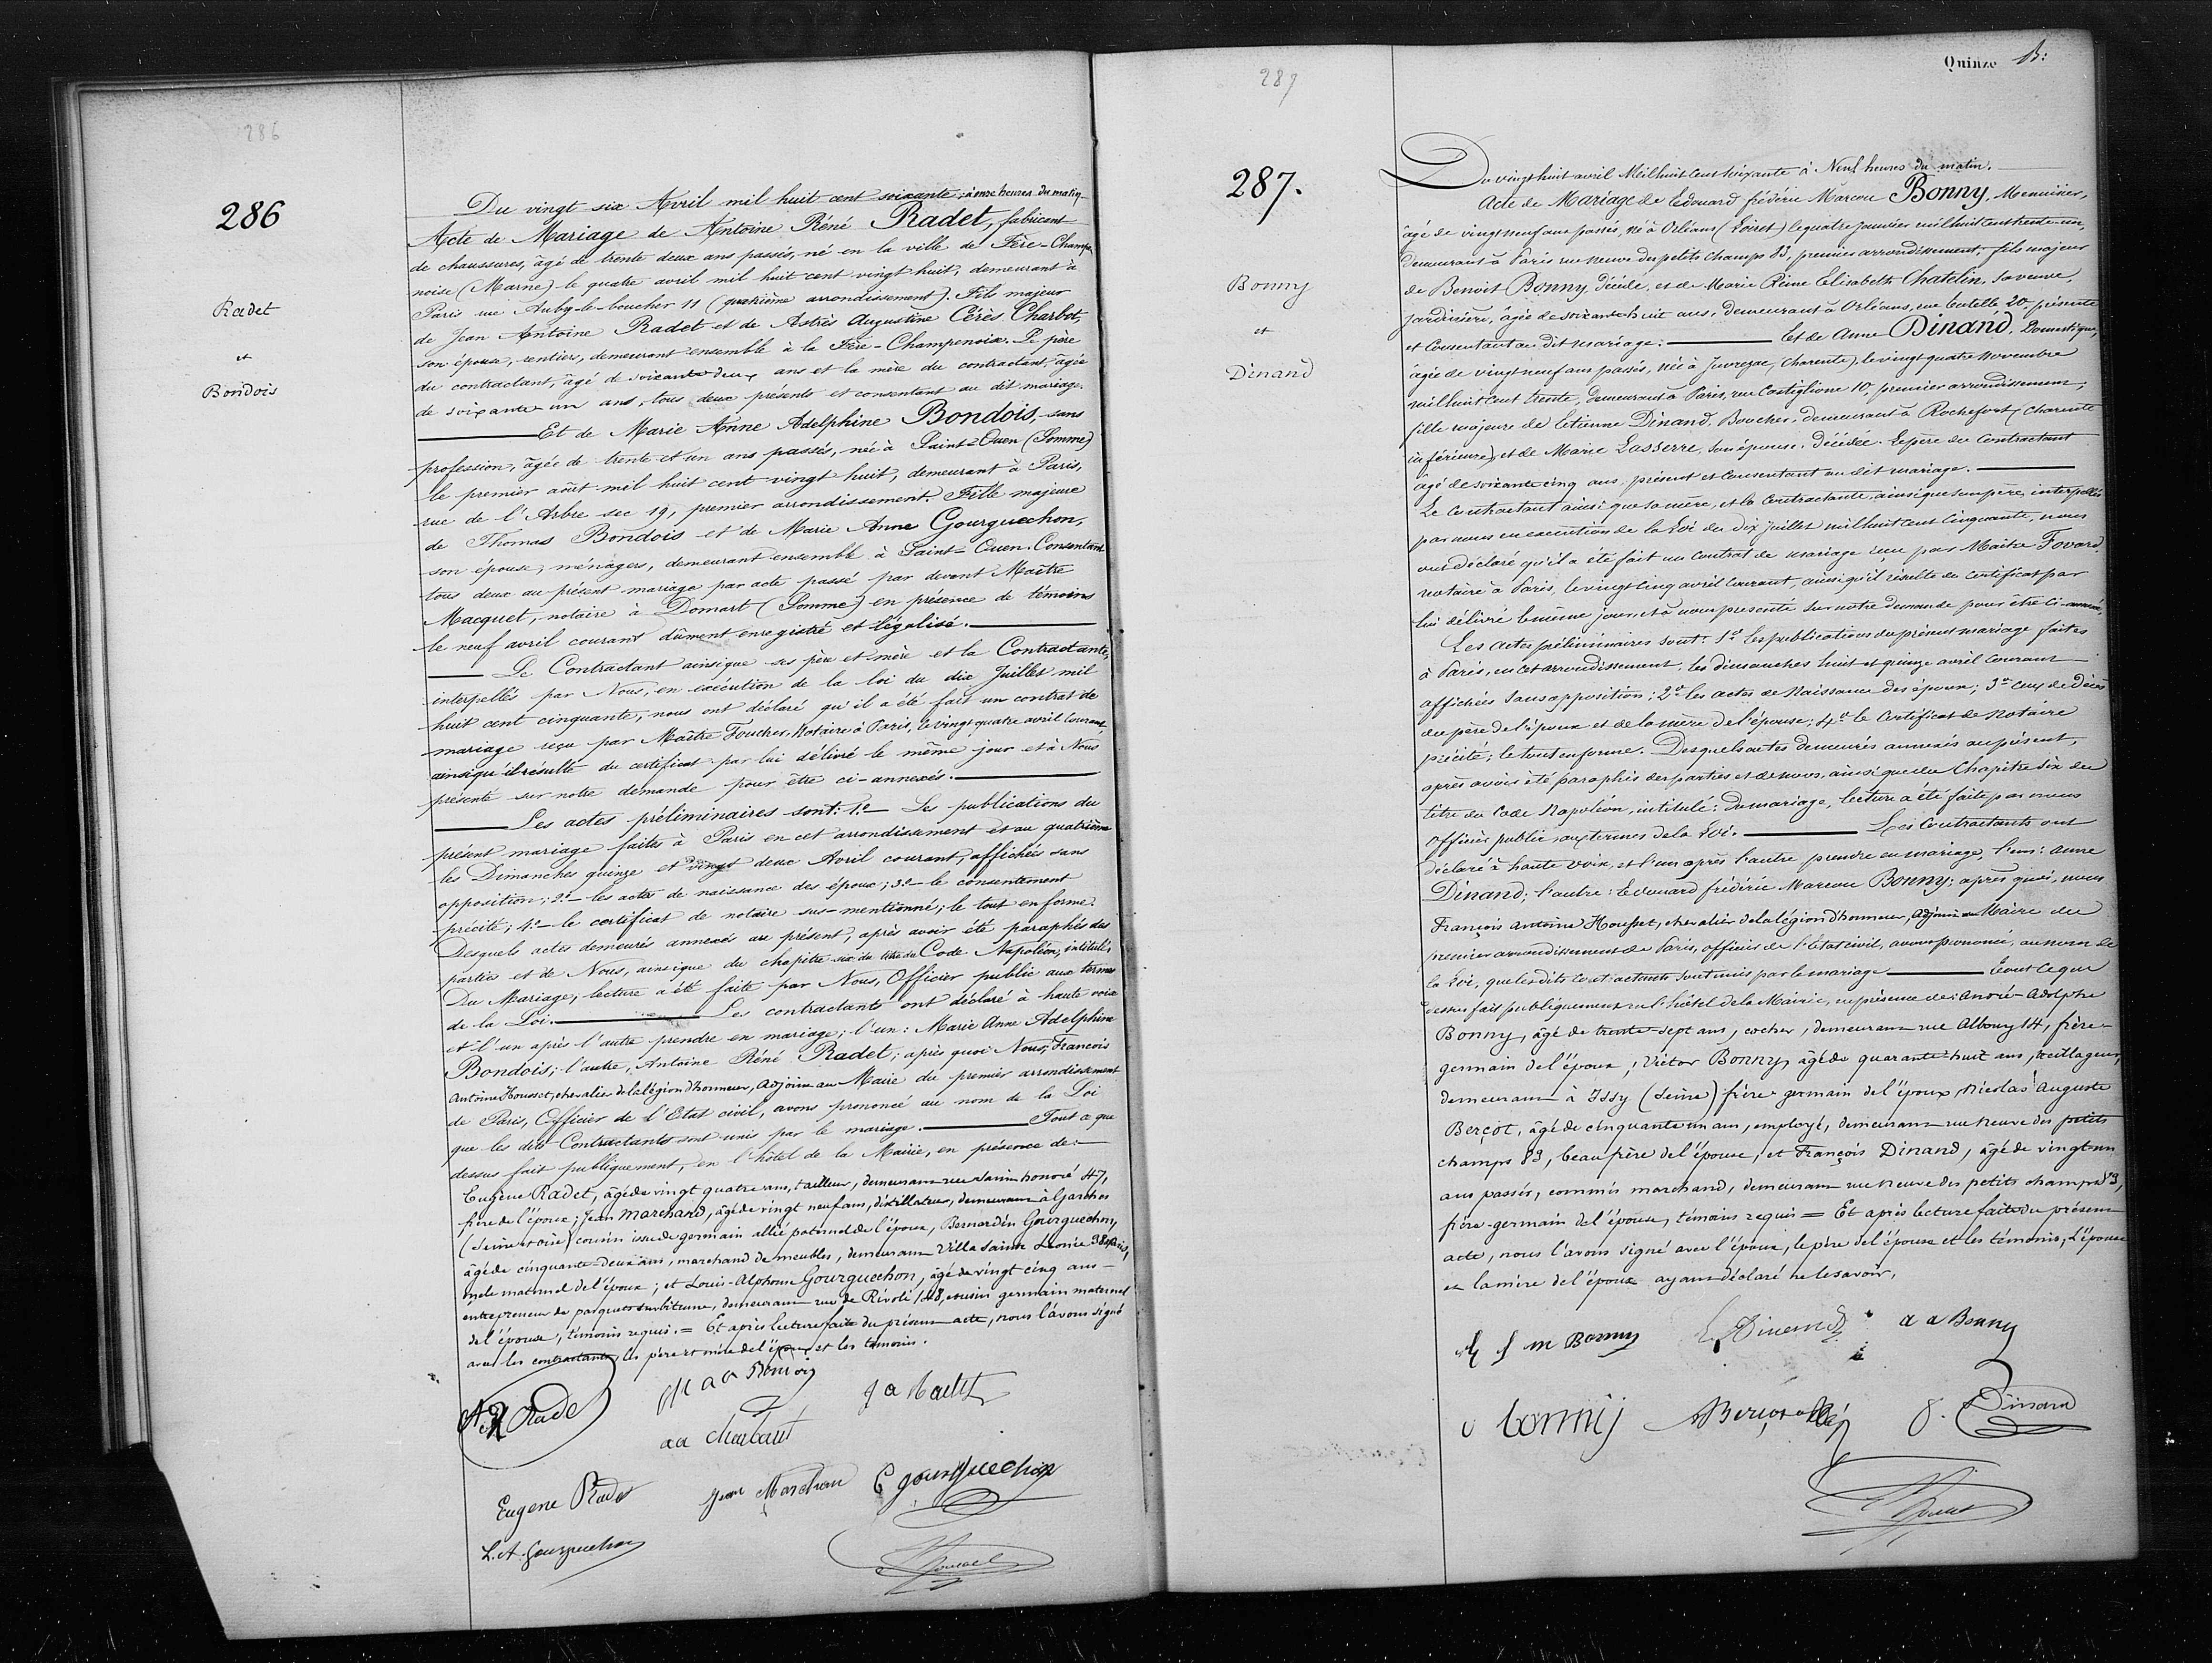 286
286
Radet
et
Bondois
Du vingt six Avril mil huit cent soixante; à onze heures du matin
Acte de Mariage de Antoine Réné Radet, fabricant
de chaussures, âgé de trente deux ans passés, né en la ville de Fère-Champe
noise (Marne) le quatre avril mil huit cent vingt huit, demeurant à
Paris rue Aubry-le-boucher 11 (quatrième arrondissement). Fils majeur
de Jean Antoine Radet et de Astrès Augustine Cérès Charbot,
son épouse, rentiers, demeurant ensemble à la Fère-Champenoix. Le père
du contractant, âgé de soixante deux ans et la mère du contractant, âgée
de soixante un ans, tous deux présents et consentant au dit mariage.
Et de Marie Anne Adelphine Bondois, sans
profession, âgée de trente et un ans passés, née à Saint-Ouen (Somme)
le premier août mil huit cent vingt huit, demeurant à Paris,
rue de l'Arbre sec 19, premier arrondissement. Fille majeure
de Thomas Bondois et de Marie Anne Gourguechon,
son épouse, ménagers, demeurant ensemble à Saint-Ouen. Consentant
tous deux au présent mariage par acte passé par devant Maître
Macquet, notaire à Domart (Somme) en présence de témoins
le neuf avril courant dûment enregistré et légalisé.
Le Contractant ainsi que ses père et mère et la Contractante,
interpellés par Nous, en exécution de la loi du dix Juillet mil
huit cent cinquante, nous ont déclaré qu'il a été fait un contrat de
mariage reçu par Maître Foucher, Notaire à Paris, le vingt quatre avril courant,
ainsi qu'il résulte du certificat par lui délivré le même jour et à Nous
présenté sur notre demande pour être ci-annexés.
Les actes préliminaires sont: 1º Les publications du
présent mariage faites à Paris en cet arrondissement et au quatrième
les Dimanches quinze et vingt deux Avril courant, affichées sans
opposition; 2º les actes de naissance des époux; 3º le consentement
précité; 4º le certificat de notaire sus-mentionné; le tout en forme.
Desquels actes demeurés annexés au présent, après avoir été paraphés des
parties et de Nous, ainsi que du chapitre six du titre du Code Napoléon, intitulés
Du Mariage, lecture a été faite par Nous, Officier public aux termes
de la Loi. Les contractants ont déclaré à haute voix
et l'un après l'autre prendre en mariage; l'un: Marie Anne Adelphine
Bondois; l'autre, Antoine Réné Radet; après quoi Nous, François
Antoine Housset, chevalier de la légion d'honneur, Adjoint au Maire du premier arrondissement
de Paris, Officier de l'Etat civil, avons prononcé au nom de la Loi
que les dits Contractants sont unis par le mariage. Tout ce que
dessus fait publiquement, en l'hôtel de la Mairie, en présence de:
Eugène Radet, âgé de vingt quatre ans, tailleur, demeurant rue Saint honoré 47,
frère de l'époux; Jean Marchand, âgé de vingt neuf ans, distillateur, demeurant à Garches
(Seine et oise) cousin issu de germain allié paternel de l'époux, Bernardin Gourguechon,
âgé de cinquante-deux ans, marchand de meubles, demeurant Villa Sainte Léonie 38 Paris,
oncle maternel de l'époux; et Louis-Alphonse Gourguechon, âgé de vingt cinq ans
entrepreneur de parquets sur bitume, demeurant rue de Rivoli 148, cousin germain maternel
de l'épouse, témoins requis. = Et après lecture faite du présent acte, nous l'avons signé
avec les contractants, les père et mère de l'époux et les témoins.
A R Radet
J a Radet
Eugene Radet
Jean Marchan
L. A. Gourguechon
287
Quinze
287.
Bonny
et
Dinand
Du vingt huit avril Mil huit Cent soixante à Neuf heures du matin.
Acte de Mariage de Edouard frédéric Marcou Bonny, Menuisier,
âgé de vingt neuf ans passés, né à Orléans (Loiret) le quatre janvier mil huit cent trente un,
demeurant à Paris rue neuve des petits champs 83, premier arrondissement; fils majeur
de Benoit Bonny, décédé, et de Marie Reine Elisabeth Chatelin, sa veuve,
jardinière, âgée de soixante huit ans, demeurant à Orléans, rue 20 présente
et Consentant au dit mariage. Et de Anne Dinand, Domestique,
âgée de vingt neuf ans passés, née à (Charente), le vingt quatre novembre
mil huit cent trente, demeurant à Paris, rue Castiglione 10, premier arrondissement;
fille majeure de Etienne Dinand, Boucher, demeurant à Rochefort (charente
inférieure) et de Marie Lasserre, son épouse, décédée. Le père de Contractant
âgé de soixante cinq ans, présent et Consentant au dit mariage.
Le Contractant ainsi que sa mère, et la Contractante, ainsi que son père, interpellés
par nous en exécution de la Loi du dix juillet mil huit cent cinquante, nous
ont déclaré qu'il a été fait un Contrat de mariage reçu par Maître Fovard
notaire à Paris, le vingt cinq avril Courant, ainsi qu'il résulte du certificat par
lui délivré le même jour, et à nous présenté sur notre demande pour être ci-annexé.
Les actes préliminaires sont: 1º Les publications du présent mariage faites
à Paris, en cet arrondissement, les dimanches huit et quinze avril Courant
affichées sans opposition; 2º les actes de Naissance des époux; 3º ceux de Décès
du père de l'époux et de la mère de l'épouse; 4º le Certificat de Notaire
précité; le tout en forme. Desquels actes demeurés annexés au présent,
après avoir été paraphés des parties et de nous, ainsi que du Chapitre Six du
titre du Code Napoléon, intitulé: Du mariage, lecture a été faite par nous
officier public aux termes de la Loi. Les Contractants ont
déclaré à haute voix, et l'un après l'autre prendre en mariage, l'un: Anne
Dinand; l'autre: Edouard frédéric Marcou Bonny; après quoi, nous
François Antoine Housset, chevalier de la légion d'honneur, Adjoint au Maire du
premier arrondissement de Paris, officier de l'Etat civil, avons prononcé, au nom de
la Loi, que les dits Contractants sont unis par le mariage Tout ce que
dessus fait publiquement en l'hôtel de la Mairie, en présence de: André-Adolphe
Bonny, âgé de trente-sept ans, cocher, demeurant rue Albouy 14, frère
germain de l'époux; Victor Bonny, âgé de quarante-huit ans, treillageur,
demeurant à Issy (Seine) frère germain de l'époux, Nicolas Auguste
Berçot, âgé de cinquante un ans, employé, demeurant rue neuve des petits
champs 83, beau frère de l'épouse, et François Dinand, âgé de vingt-un
ans passés, commis marchand, demeurant rue neuve des petits champs 83,
frère-germain de l'épouse, témoins requis = Et après lecture faite du présent
acte, nous l'avons signé avec l'époux, le père de l'épouse et les témoins, l'épouse
et la mère de l'époux ayant déclaré ne le savoir,
E f m Bonny
a a Bonny
v bonnij
f. Dinand